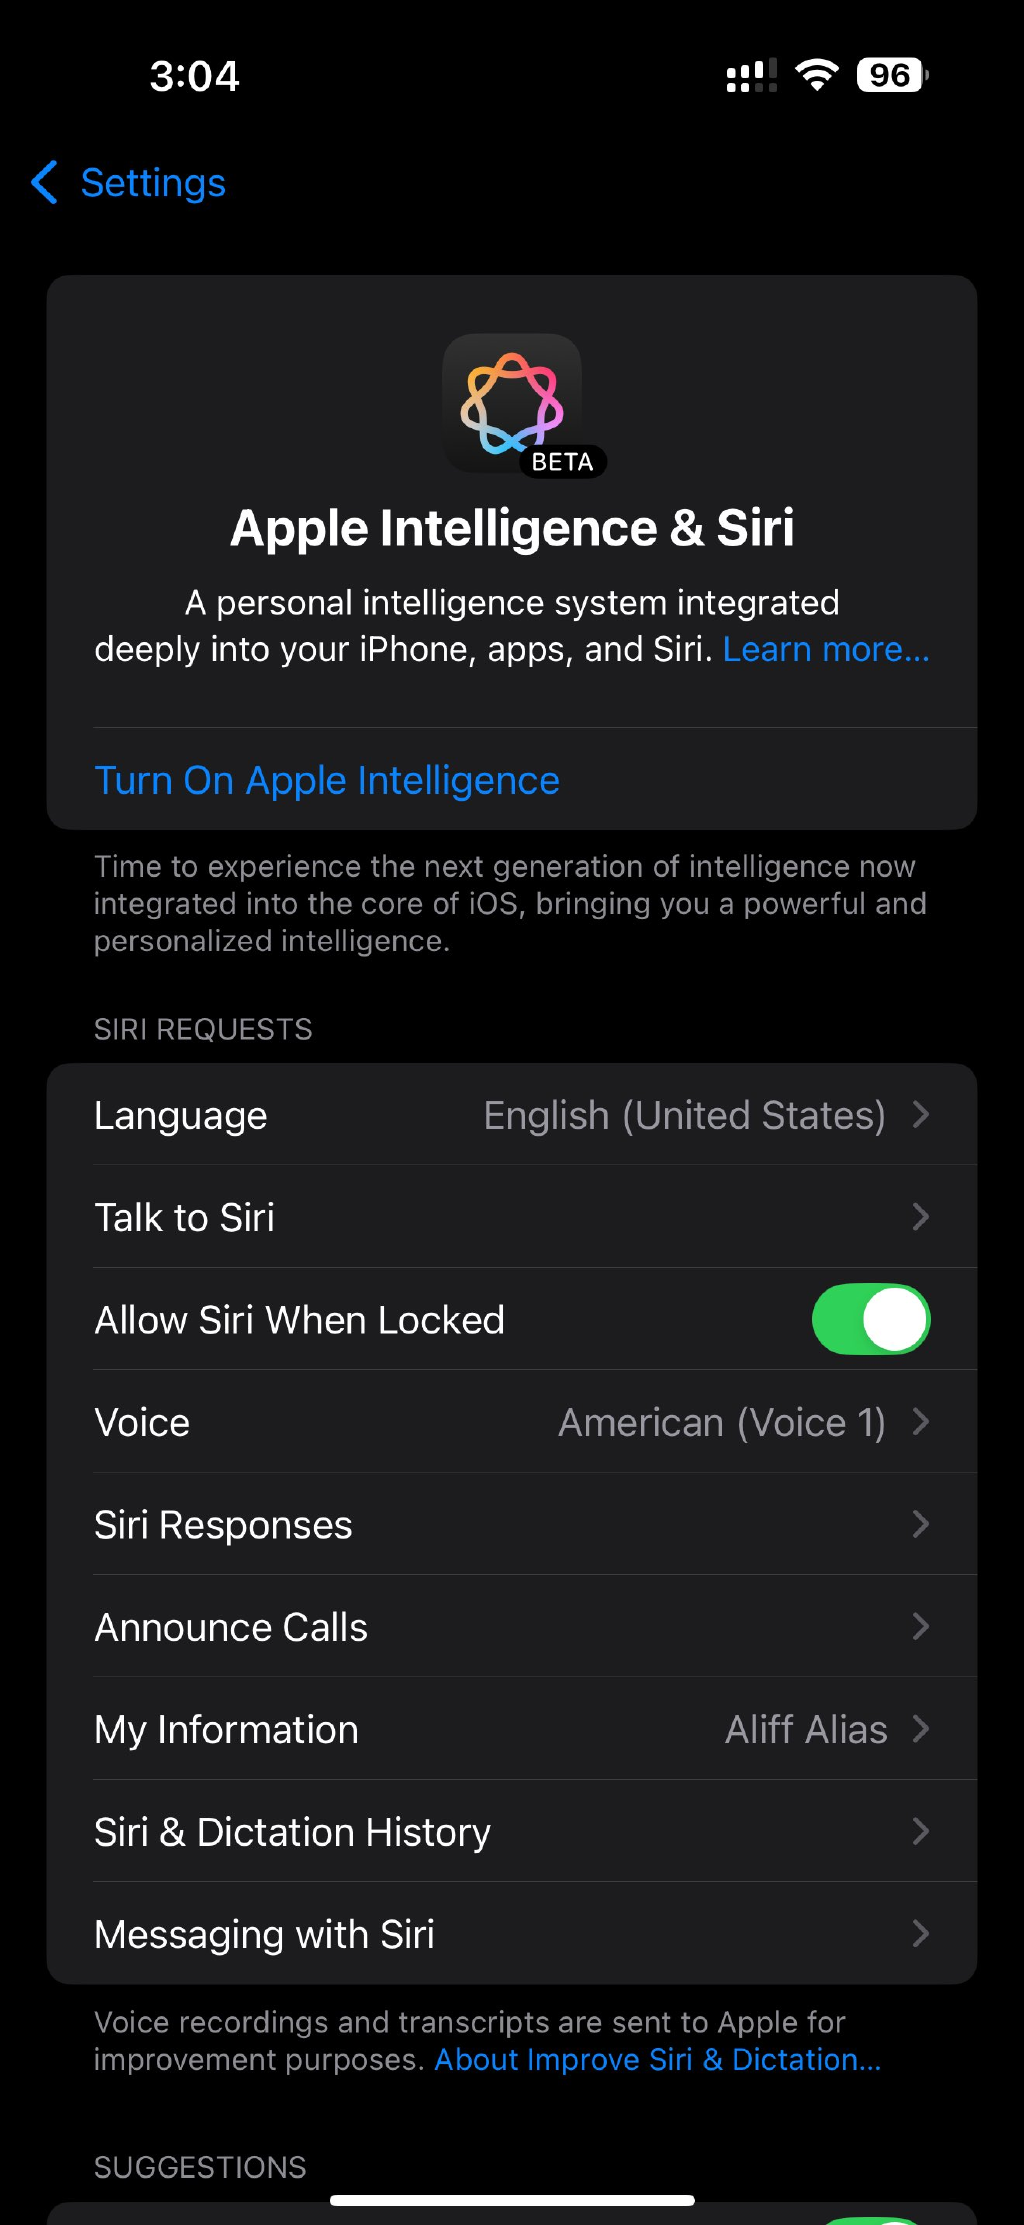 3:04
96
Settings
BETA
Apple Intelligence & Siri
A personal intelligence system integrated
deeply into your iPhone, apps, and Siri. Learn more...
Turn On Apple Intelligence
Time to experience the next generation of intelligence now
integrated into the core of iOS, bringing you a powerful and
personalized intelligence.
SIRI REQUESTS
Language English (United States)
Talk to Siri
Allow Siri When Locked
Voice American (Voice 1)
Siri Responses
Announce Calls
My Information Aliff Alias
Siri & Dictation History
Messaging with Siri
Voice recordings and transcripts are sent to Apple for
improvement purposes. About Improve Siri & Dictation...
SUGGESTIONS